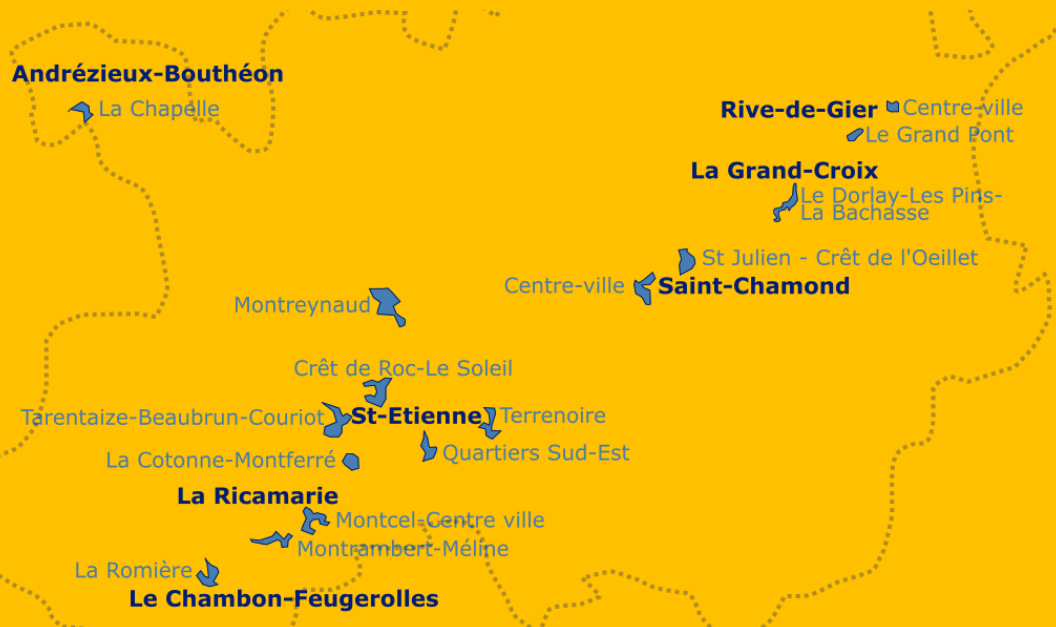 Andrézieux-Bouthéon
La Chapelle
Rive-de-Gier
Centre-ville
Le Grand Pont
La Grand-Croix
Le Dorlay-Les Pins-
La Bachasse
St Julien - Crêt de l'Oeillet
Centre-ville
Saint-Chamond
Montreynaud
Crêt de Roc-Le Soleil
Tarentaize-Beaubrun-Couriot
St-Etienne
Terrenoire
Quartiers Sud-Est
La Cotonne-Montferré
La Ricamarie
Montcel-Centre ville
Montrambert-Méline
La Romière
Le Chambon-Feugerolles